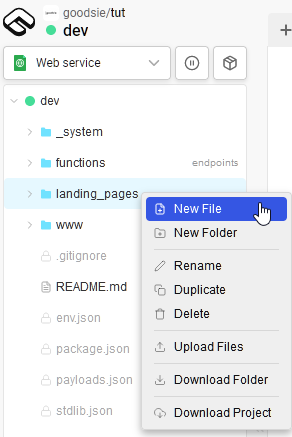 goodsie/tut
dev
Web service
dev
_system
functions endpoints
landing_pages
New File
New Folder
www
.gitignore
Rename
README.md
Duplicate
env.json
Delete
package.json
Upload Files
payloads.json
Download Folder
stdlib.json
Download Project